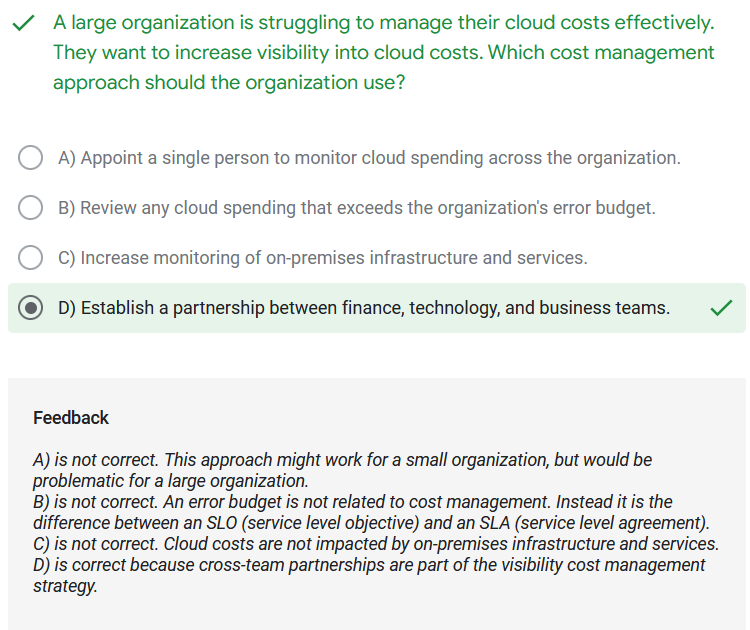 A large organization is struggling to manage their cloud costs effectively.
They want to increase visibility into cloud costs. Which cost management
approach should the organization use?
A) Appoint a single person to monitor cloud spending across the organization.
B) Review any cloud spending that exceeds the organization's error budget.
C) Increase monitoring of on-premises infrastructure and services.
D) Establish a partnership between finance, technology, and business teams.
Feedback
A) is not correct. This approach might work for a small organization, but would be
problematic for a large organization.
B) is not correct. An error budget is not related to cost management. Instead it is the
difference between an SLO (service level objective) and an SLA (service level agreement).
C) is not correct. Cloud costs are not impacted by on-premises infrastructure and services.
D) is correct because cross-team partnerships are part of the visibility cost management
strategy.